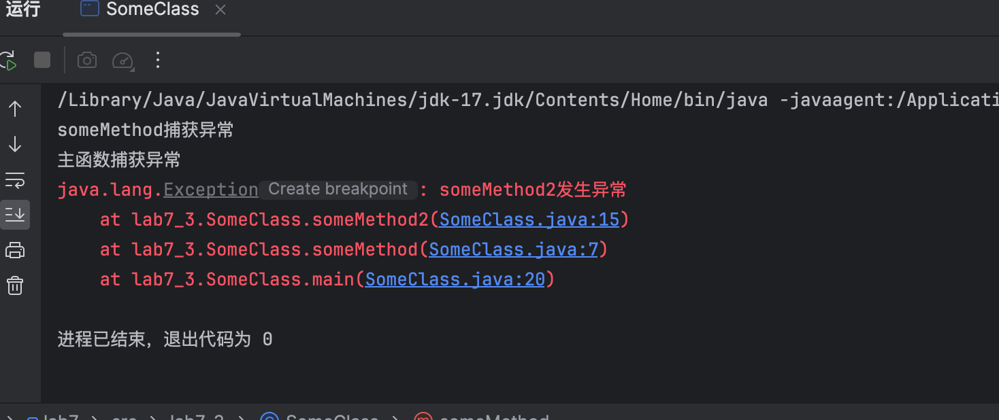 运行 SomeClass
/Library/Java/JavaVirtualMachines/jdk-17.jdk/Contents/Home/bin/java -javaagent:/Applicati
someMethod捕获异常
主函数捕获异常
java.lang.Exception Create breakpoint : someMethod2发生异常
at lab7_3.SomeClass.someMethod2(SomeClass.java:15)
at lab7_3.SomeClass.someMethod(SomeClass.java:7)
at lab7_3.SomeClass.main(SomeClass.java:20)
进程已结束，退出代码为 0
lab7 > src > lab7_3 > SomeClass > someMethod